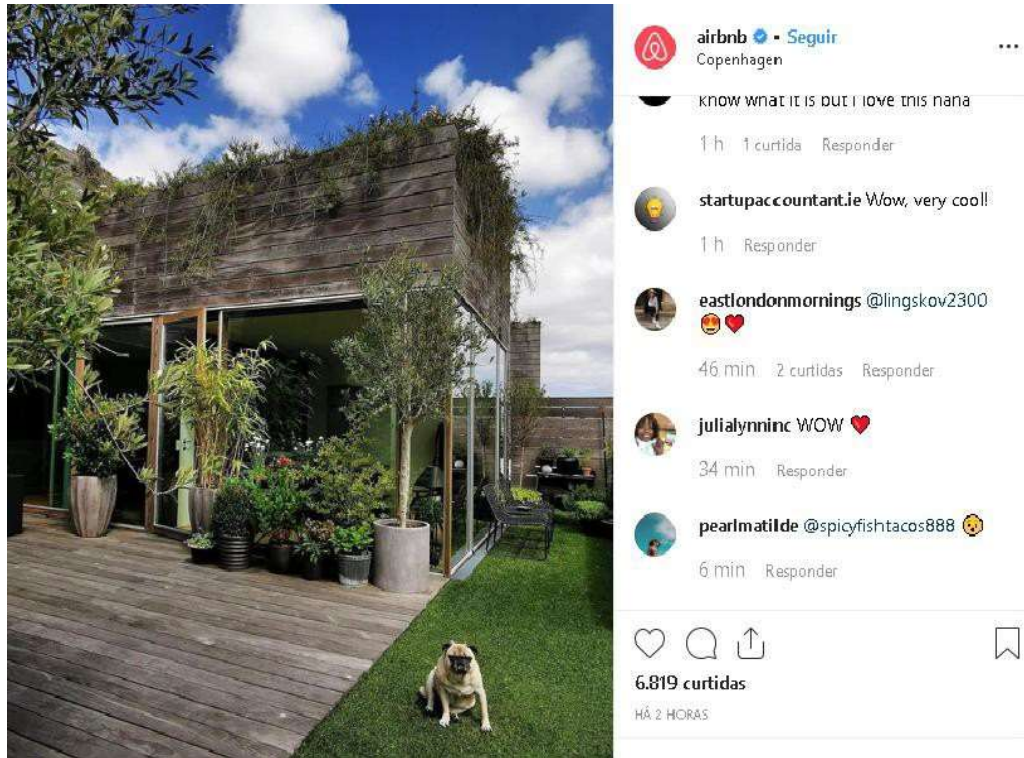 airbnb • Seguir
Copenhagen
know what it is but i love this haha
1 h 1 curtida Responder
startupaccountant.ie Wow, very cool!
1 h Responder
eastlondonmornings @lingskov2300
😍❤️
46 min 2 curtidas Responder
julialynninc WOW ❤️
34 min Responder
pearlmatilde @spicyfishtacos888 😯
6 min Responder
6.819 curtidas
HÁ 2 HORAS